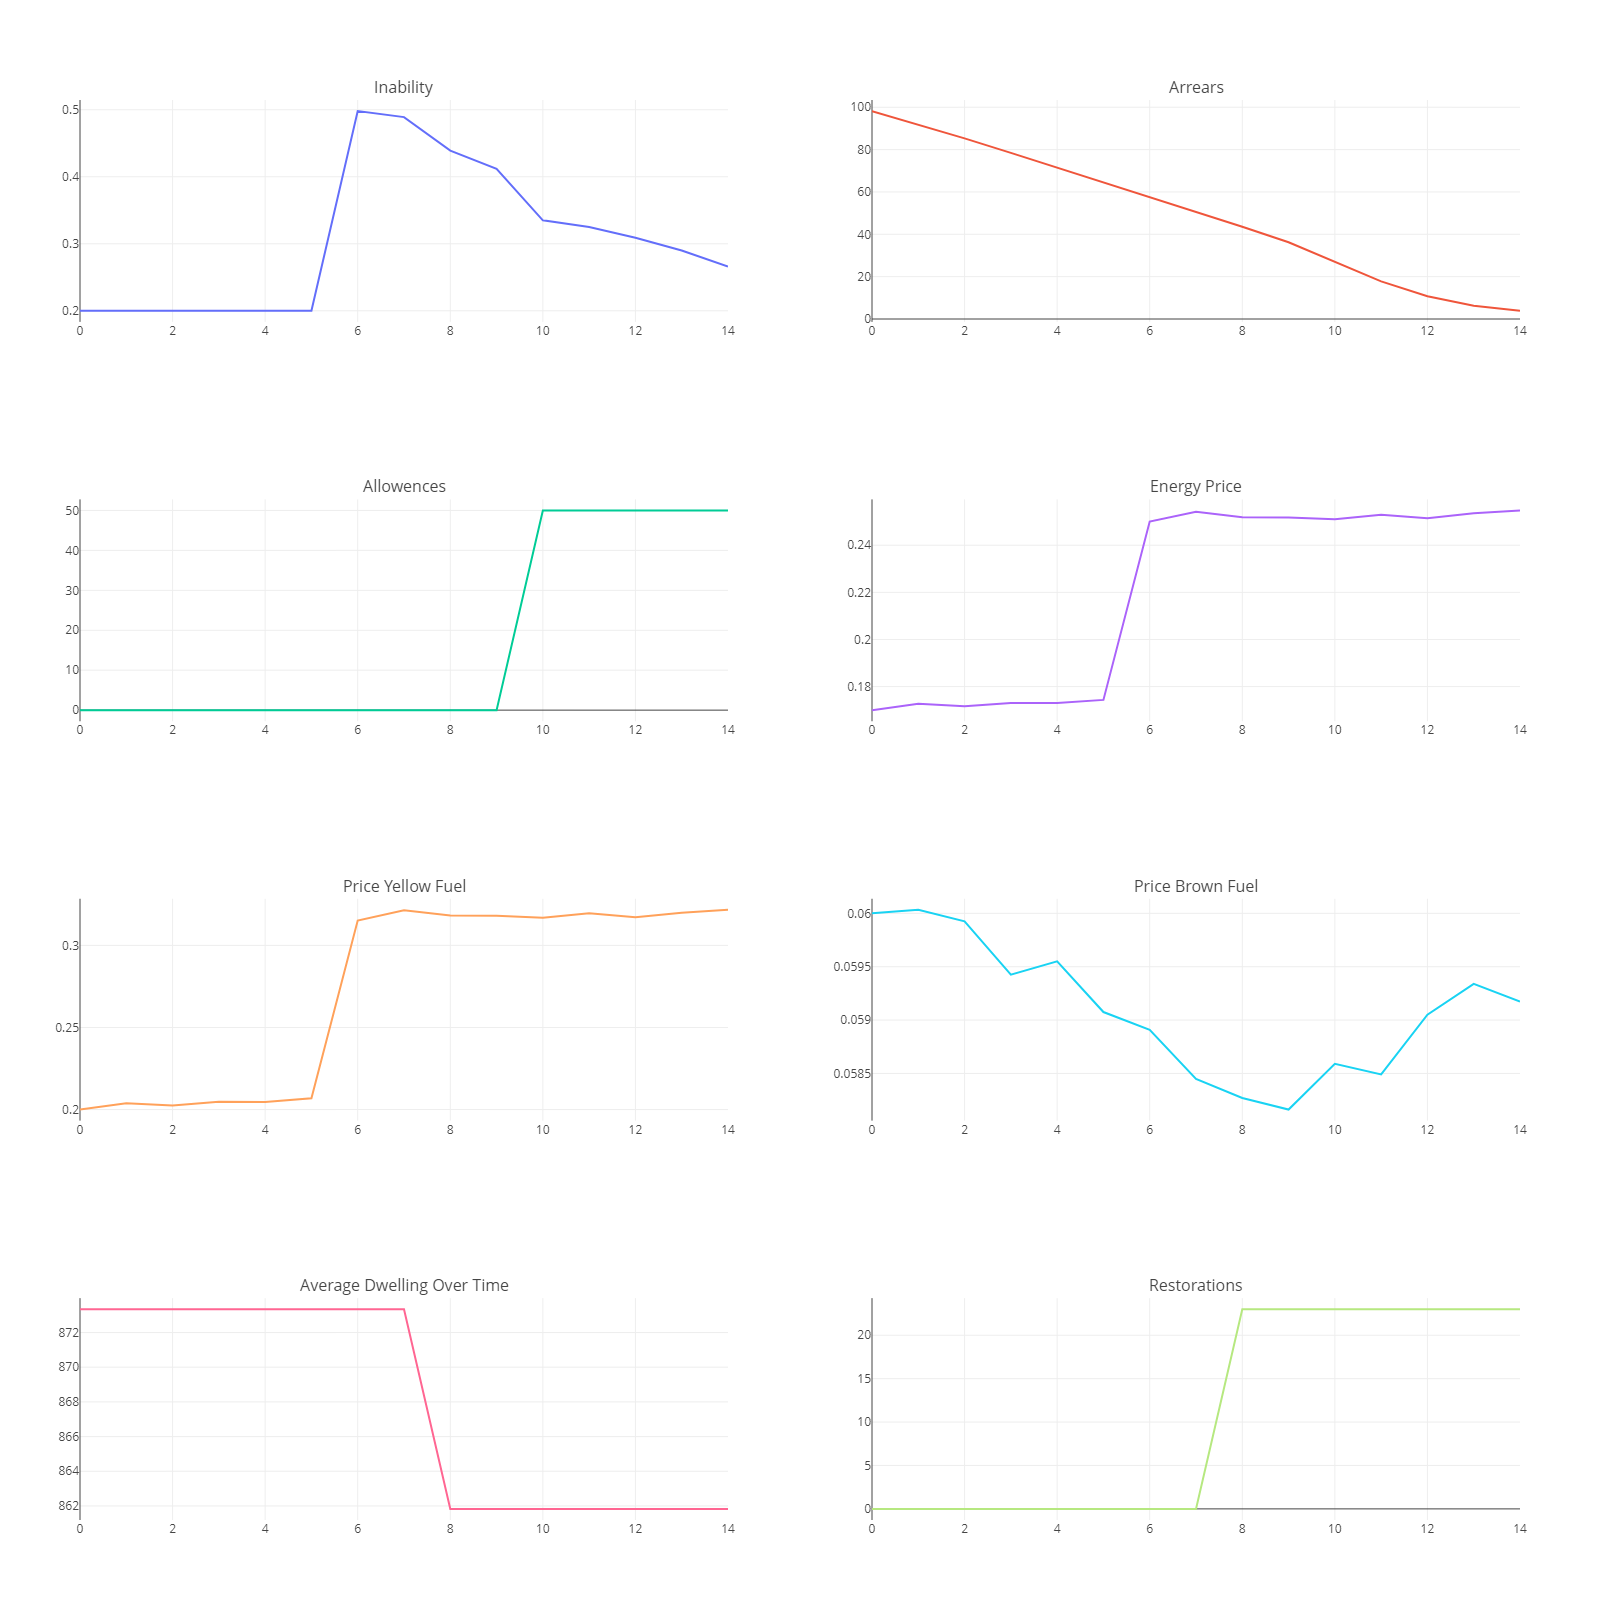 Inability
0.5
0.4
0.3
0.2
0 2 4 6 8 10 12 14
Arrears
100
80
60
40
20
0
0 2 4 6 8 10 12 14
Allowences
50
40
30
20
10
0
0 2 4 6 8 10 12 14
Energy Price
0.24
0.22
0.2
0.18
0 2 4 6 8 10 12 14
Price Yellow Fuel
0.3
0.25
0.2
0 2 4 6 8 10 12 14
Price Brown Fuel
0.06
0.0595
0.059
0.0585
0 2 4 6 8 10 12 14
Average Dwelling Over Time
872
870
868
866
864
862
0 2 4 6 8 10 12 14
Restorations
20
15
10
5
0
0 2 4 6 8 10 12 14